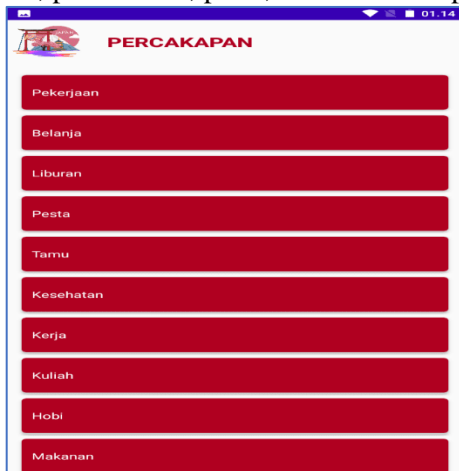 01.14
PERCAKAPAN
Pekerjaan
Belanja
Liburan
Pesta
Tamu
Kesehatan
Kerja
Kuliah
Hobi
Makanan